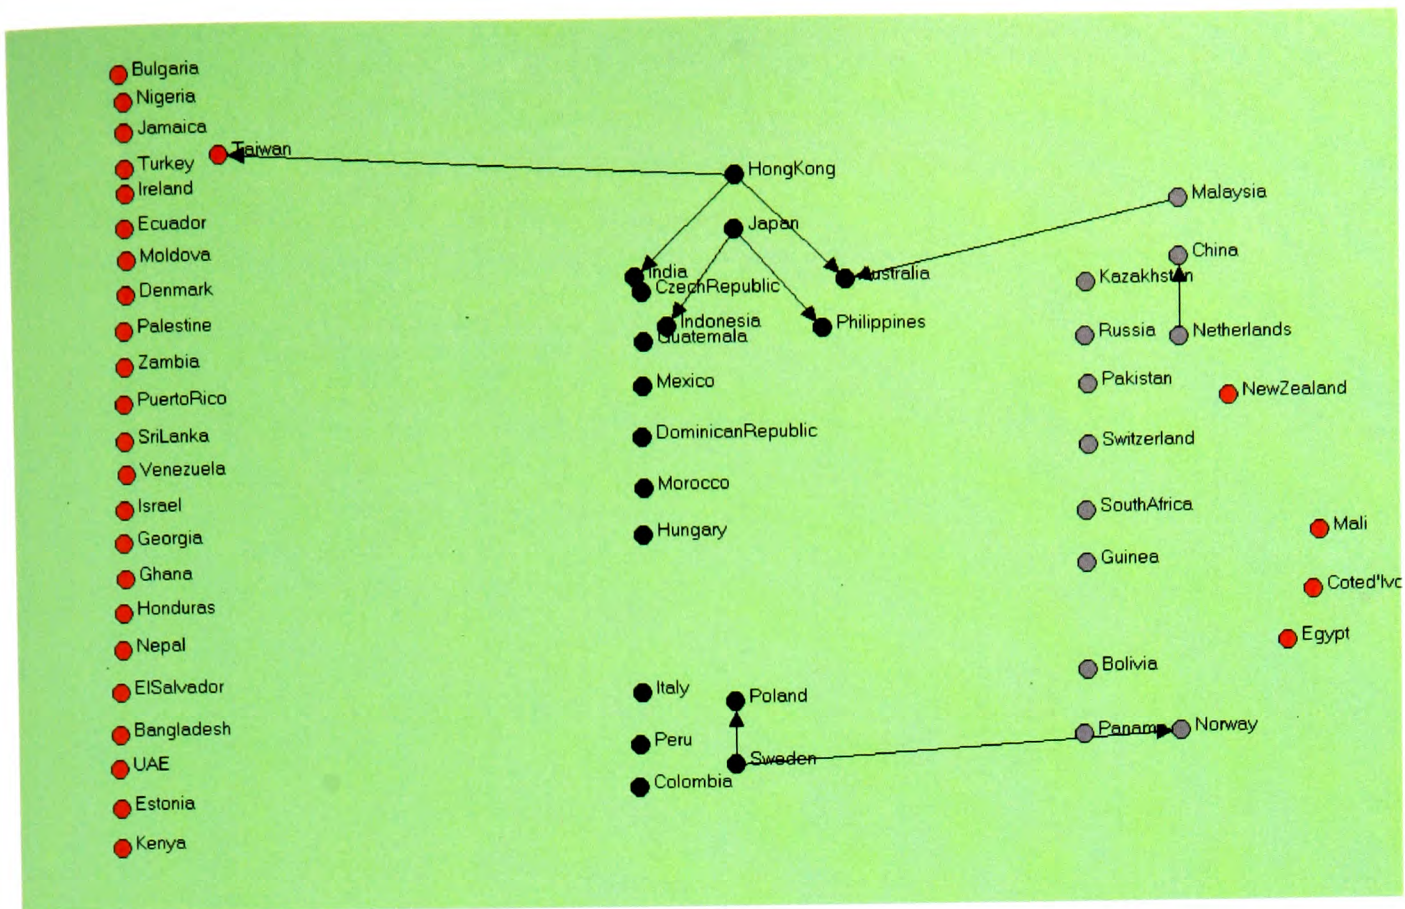 Bulgaria
Nigeria
Jamaica
Taiwan
Turkey
Ireland
Ecuador
Moldova
Denmark
Palestine
Zambia
PuertoRico
SriLanka
Venezuela
Israel
Georgia
Ghana
Honduras
Nepal
ElSalvador
Bangladesh
UAE
Estonia
Kenya
HongKong
Japan
India
Australia
CzechRepublic
Indonesia
Philippines
Guatemala
Mexico
DominicanRepublic
Morocco
Hungary
Italy
Poland
Peru
Sweden
Colombia
Malaysia
China
Kazakhstan
Russia
Netherlands
Pakistan
NewZealand
Switzerland
SouthAfrica
Mali
Guinea
Coted'Ivc
Egypt
Bolivia
Panama
Norway